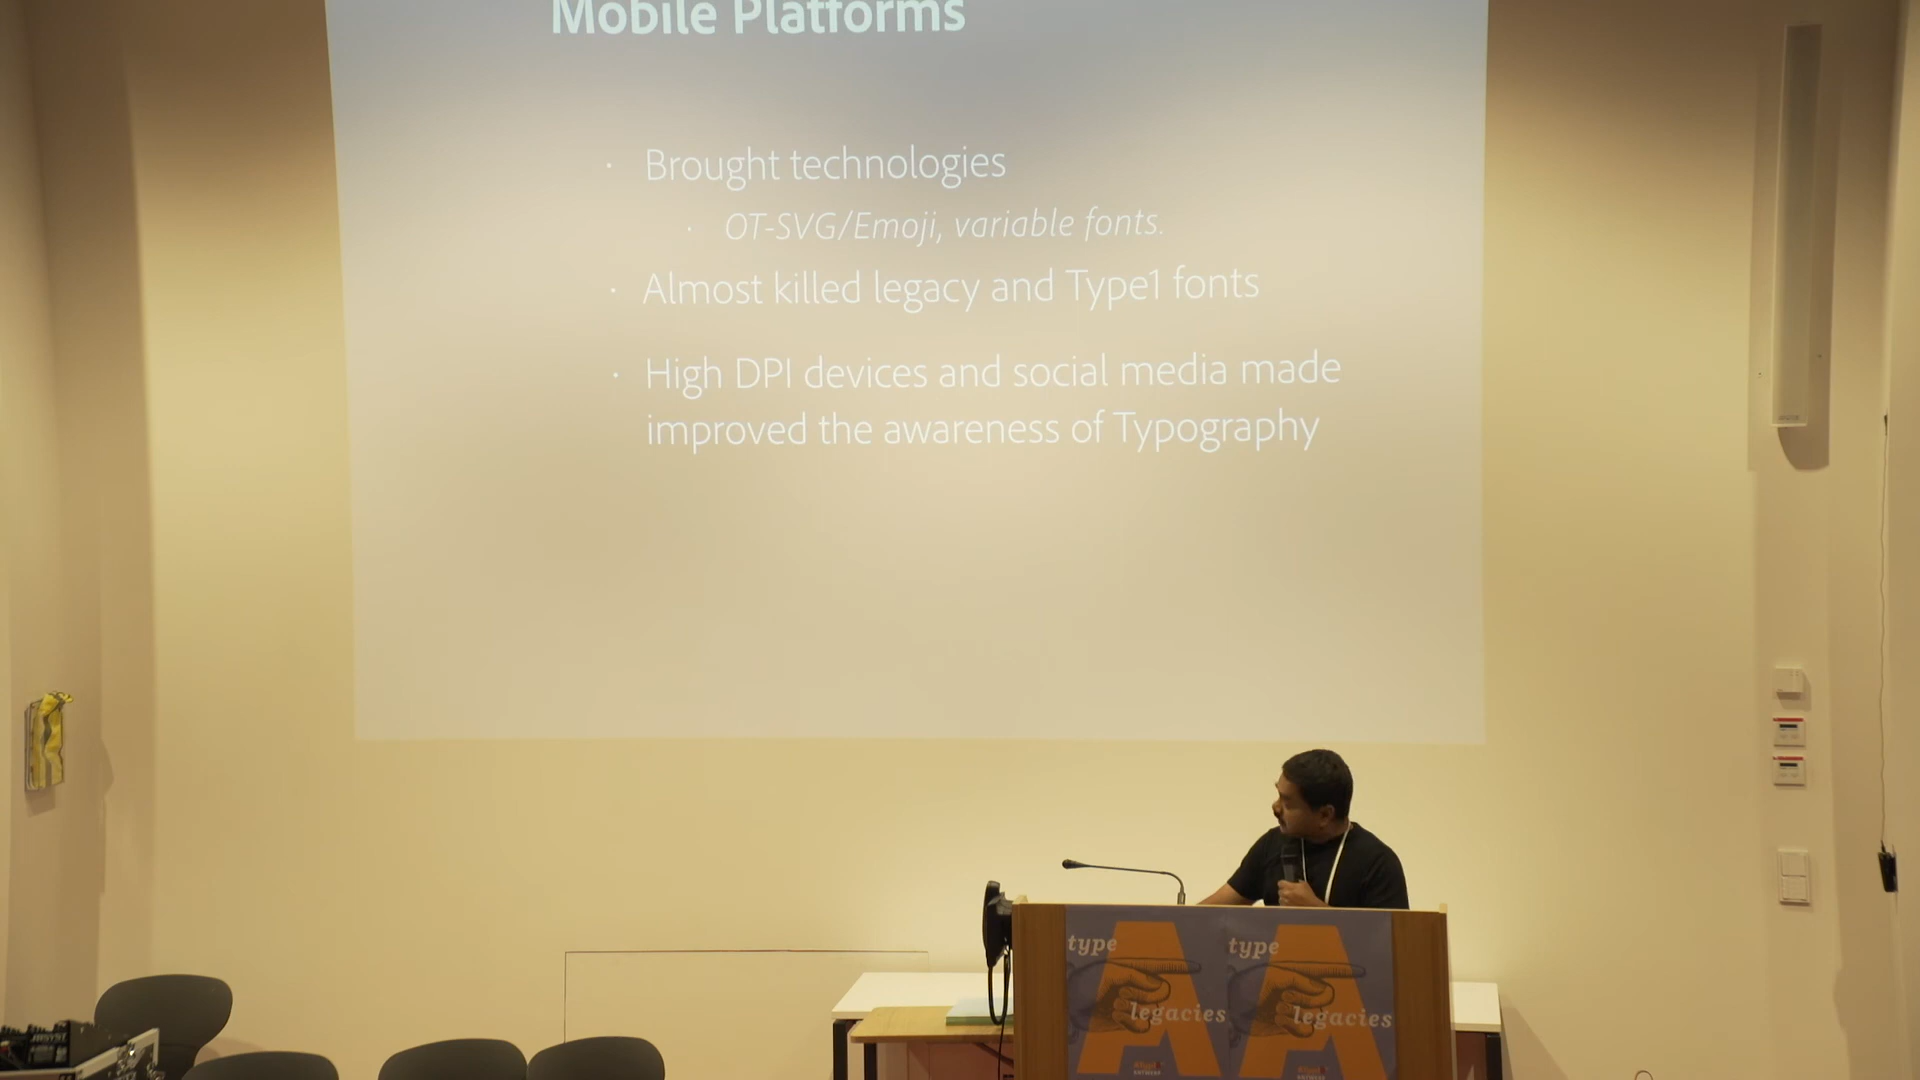 Mobile Platforms
· Brought technologies
· OT-SVG/Emoji, variable fonts.
· Almost killed legacy and Type1 fonts
· High DPI devices and social media made
improved the awareness of Typography
type
legacies
type
legacies